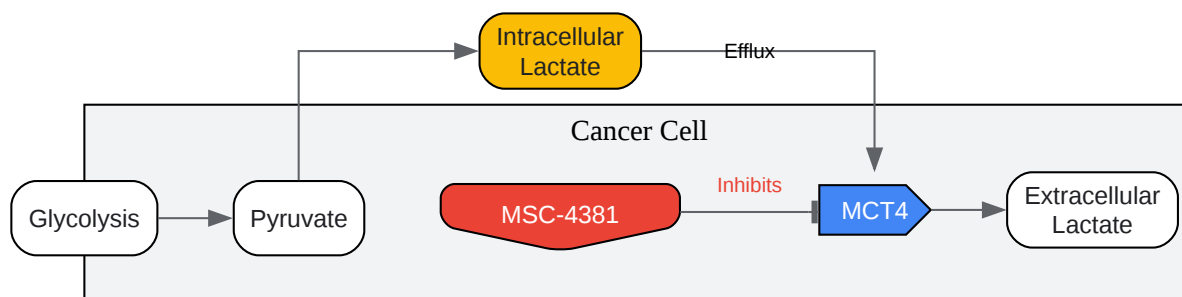 Intracellular
Lactate
Efflux
Cancer Cell
Glycolysis
Pyruvate
MSC-4381
Inhibits
MCT4
Extracellular
Lactate